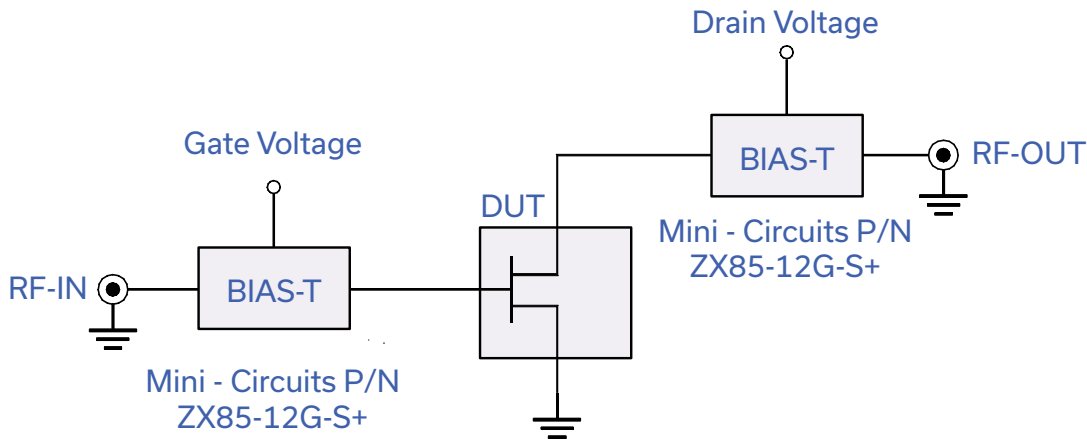 Drain Voltage
Gate Voltage
BIAS-T
RF-OUT
DUT
Mini - Circuits P/N
ZX85-12G-S+
RF-IN
BIAS-T
Mini - Circuits P/N
ZX85-12G-S+